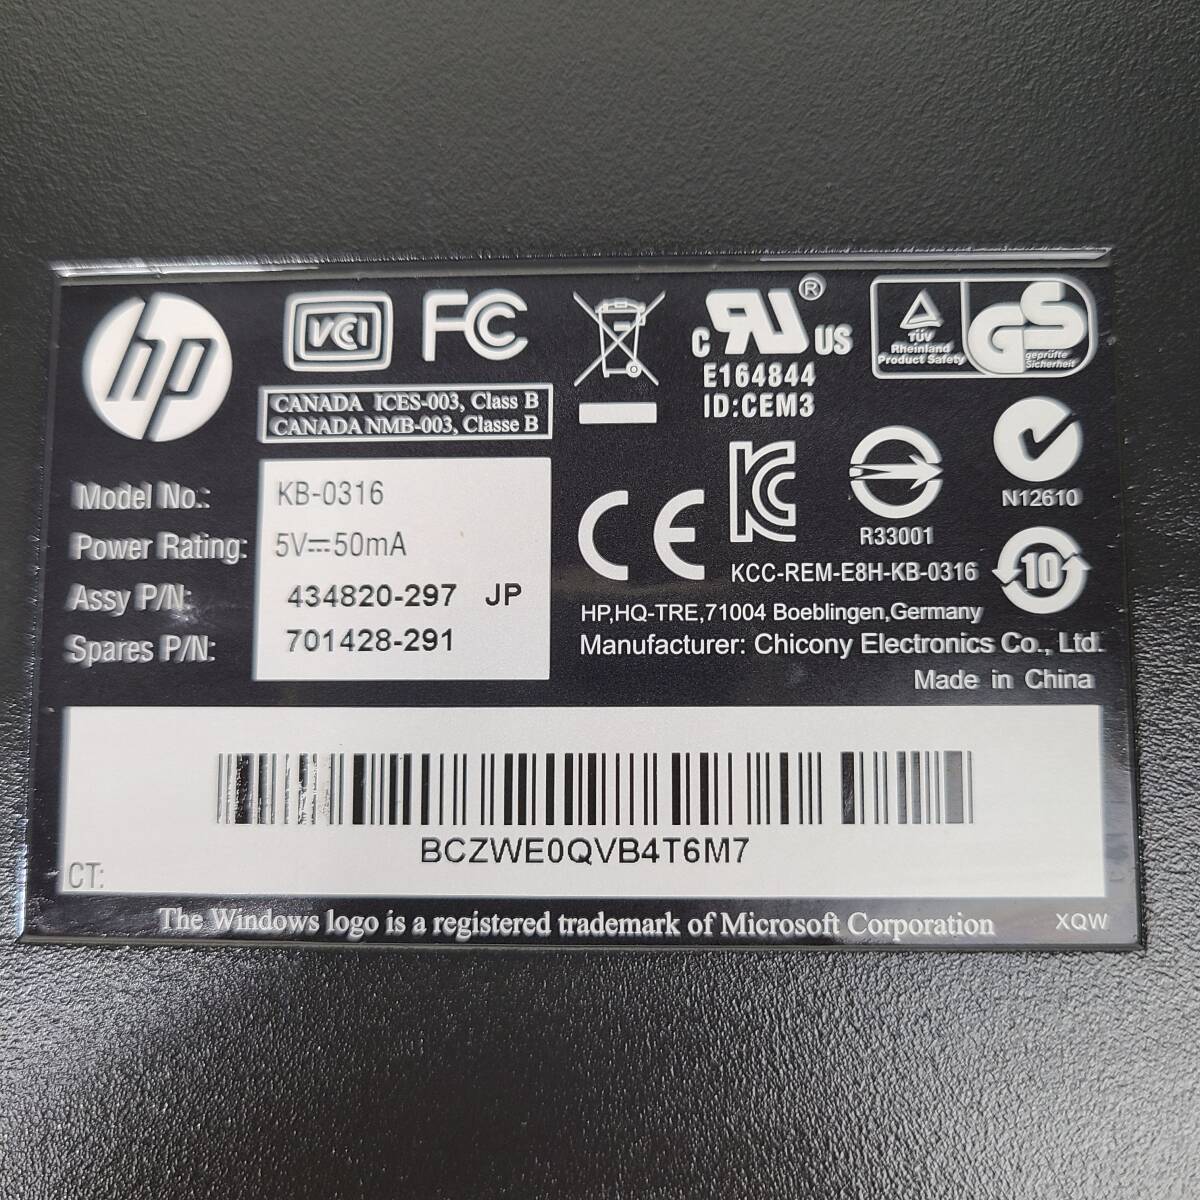 hp
VCI
FC
CANADA ICES-003, Class B
CANADA NMB-003, Classe B
c RU® US
E164844
ID:CEM3
TÜV
Rheinland
Product Safety
GS
geprüfte
Sicherheit
N12610
R33001
10
CE
KC
KCC-REM-E8H-KB-0316
Model No.: KB-0316
Power Rating: 5V⎓50mA
Assy P/N: 434820-297 JP
Spares P/N: 701428-291
HP,HQ-TRE,71004 Boeblingen,Germany
Manufacturer: Chicony Electronics Co., Ltd.
Made in China
BCZWE0QVB4T6M7
CT:
The Windows logo is a registered trademark of Microsoft Corporation
XQW